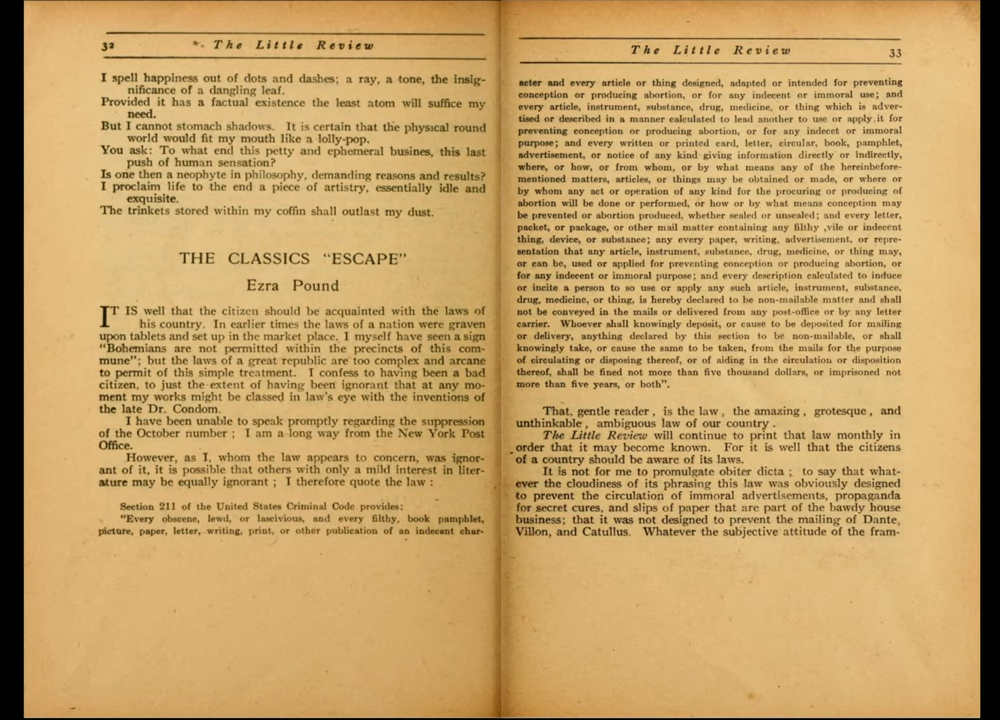 32 The Little Review
I spell happiness out of dots and dashes; a ray, a tone, the insig-
nificance of a dangling leaf.
Provided it has a factual existence the least atom will suffice my
need.
But I cannot stomach shadows. It is certain that the physical round
world would fit my mouth like a lolly-pop.
You ask: To what end this petty and ephemeral busines, this last
push of human sensation?
Is one then a neophyte in philosophy, demanding reasons and results?
I proclaim life to the end a piece of artistry, essentially idle and
exquisite.
The trinkets stored within my coffin shall outlast my dust.
THE CLASSICS "ESCAPE"
Ezra Pound
IT IS well that the citizen should be acquainted with the laws of
his country. In earlier times the laws of a nation were graven
upon tablets and set up in the market place. I myself have seen a sign
"Bohemians are not permitted within the precincts of this com-
mune"; but the laws of a great republic are too complex and arcane
to permit of this simple treatment. I confess to having been a bad
citizen, to just the extent of having been ignorant that at any mo-
ment my works might be classed in law's eye with the inventions of
the late Dr. Condom.
I have been unable to speak promptly regarding the suppression
of the October number ; I am a long way from the New York Post
Office.
However, as I, whom the law appears to concern, was ignor-
ant of it, it is possible that others with only a mild interest in liter-
ature may be equally ignorant ; I therefore quote the law :
Section 211 of the United States Criminal Code provides:
"Every obscene, lewd, or lascivious, and every filthy, book pamphlet,
picture, paper, letter, writing, print, or other publication of an indecent char-
The Little Review 33
acter and every article or thing designed, adapted or intended for preventing
conception or producing abortion, or for any indecent or immoral use; and
every article, instrument, substance, drug, medicine, or thing which is adver-
tised or described in a manner calculated to lead another to use or apply it for
preventing conception or producing abortion, or for any indecet or immoral
purpose; and every written or printed card, letter, circular, book, pamphlet,
advertisement, or notice of any kind giving information directly or indirectly,
where, or how, or from whom, or by what means any of the hereinbefore-
mentioned matters, articles, or things may be obtained or made, or where or
by whom any act or operation of any kind for the procuring or producing of
abortion will be done or performed, or how or by what means conception may
be prevented or abortion produced, whether sealed or unsealed; and every letter,
packet, or package, or other mail matter containing any filthy ,vile or indecent
thing, device, or substance; any every paper, writing, advertisement, or repre-
sentation that any article, instrument, substance, drug, medicine, or thing may,
or can be, used or applied for preventing conception or producing abortion, or
for any indecent or immoral purpose; and every description calculated to induce
or incite a person to so use or apply any such article, instrument, substance,
drug, medicine, or thing, is hereby declared to be non-mailable matter and shall
not be conveyed in the mails or delivered from any post-office or by any letter
carrier. Whoever shall knowingly deposit, or cause to be deposited for mailing
or delivery, anything declared by this section to be non-mailable, or shall
knowingly take, or cause the same to be taken, from the mails for the purpose
of circulating or disposing thereof, or of aiding in the circulation or disposition
thereof, shall be fined not more than five thousand dollars, or imprisoned not
more than five years, or both".
That, gentle reader , is the law , the amazing , grotesque , and
unthinkable , ambiguous law of our country .
The Little Review will continue to print that law monthly in
order that it may become known. For it is well that the citizens
of a country should be aware of its laws.
It is not for me to promulgate obiter dicta ; to say that what-
ever the cloudiness of its phrasing this law was obviously designed
to prevent the circulation of immoral advertisements, propaganda
for secret cures, and slips of paper that are part of the bawdy house
business; that it was not designed to prevent the mailing of Dante,
Villon, and Catullus. Whatever the subjective attitude of the fram-